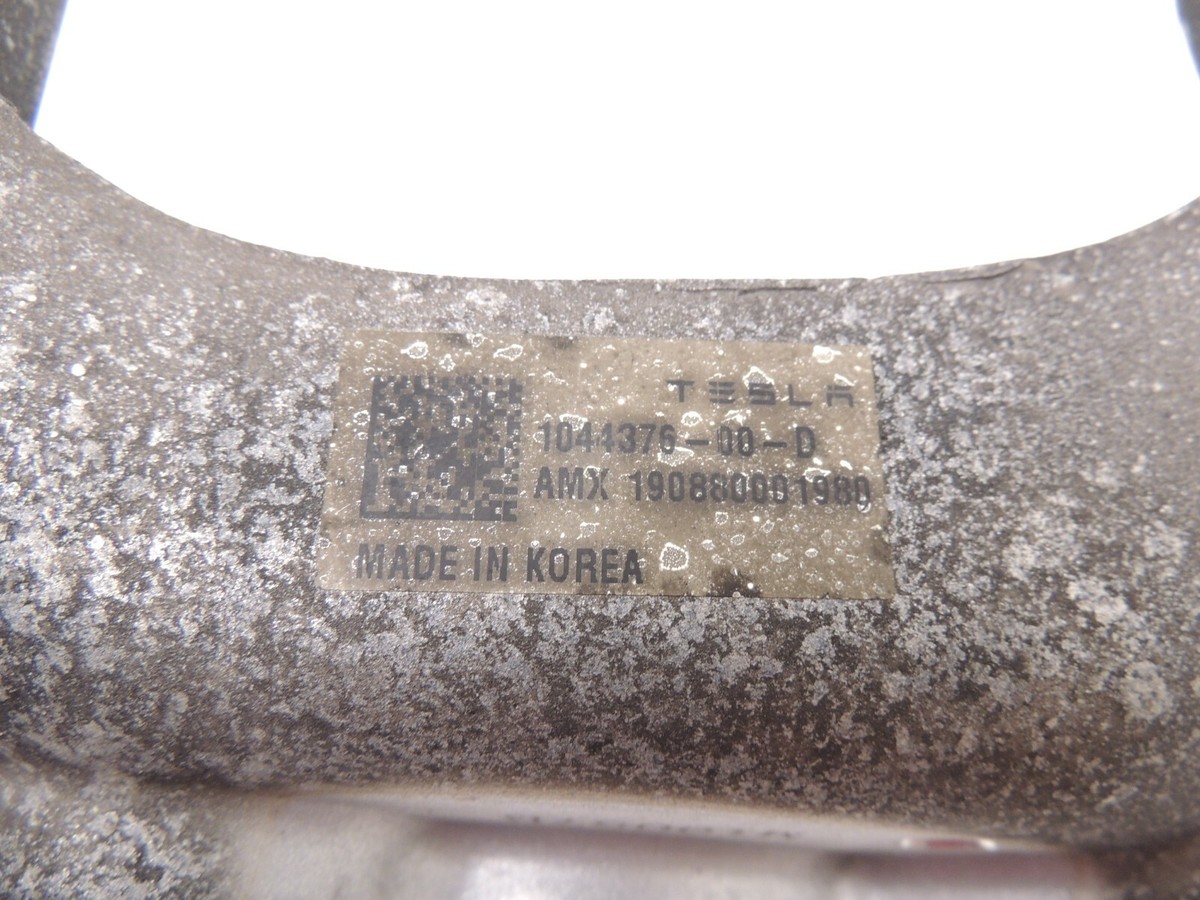 TESLA
1044376-00-D
AMX 190880001980
MADE IN KOREA